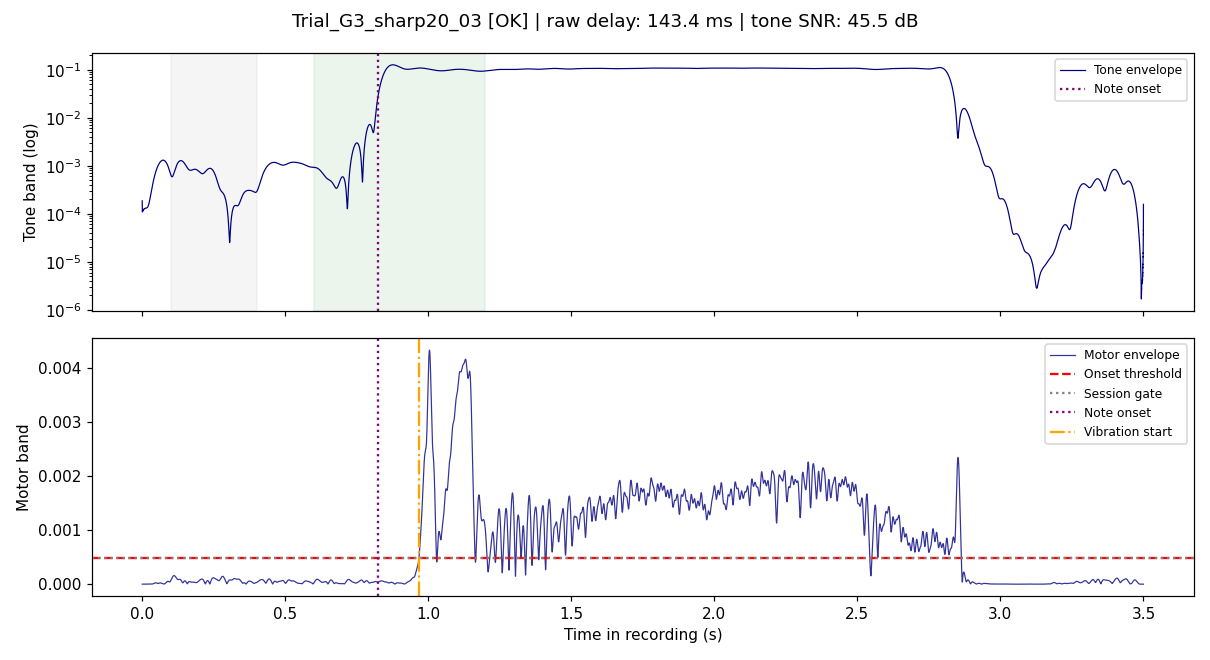 Trial_G3_sharp20_03 [OK] | raw delay: 143.4 ms | tone SNR: 45.5 dB
Tone band (log)
10⁻¹
10⁻²
10⁻³
10⁻⁴
10⁻⁵
10⁻⁶
Tone envelope
Note onset
Motor band
0.004
0.003
0.002
0.001
0.000
Motor envelope
Onset threshold
Session gate
Note onset
Vibration start
0.0 0.5 1.0 1.5 2.0 2.5 3.0 3.5
Time in recording (s)